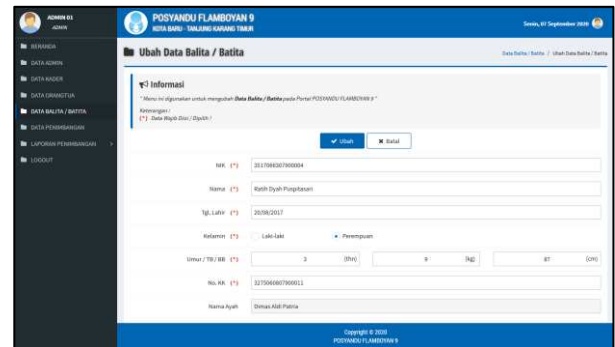 ADMIN 01
ADMIN
POSYANDU FLAMBOYAN 9
KOTA BARU - TANJUNG KARANG TIMUR
Senin, 07 September 2020
BERANDA
DATA ADMIN
DATA KADER
DATA ORANGTUA
DATA BALITA / BATITA
DATA PENIMBANGAN
LAPORAN PENIMBANGAN
LOGOUT
Ubah Data Balita / Batita
Data Balita / Batita / Ubah Data Balita / Batita
Informasi
" Menu ini digunakan untuk mengubah Data Balita / Batita pada Portal POSYANDU FLAMBOYAN 9 "
Keterangan :
(*) Data Wajib Diisi / Dipilih !
Ubah Batal
NIK (*)
Nama (*) Ratih Dyah Puspitasari
Tgl. Lahir (*) 20/08/2017
Kelamin (*) Laki-laki Perempuan
Umur / TB / BB (*) 3 (thn) 9 (kg) 87 (cm)
No. KK (*)
Nama Ayah Dimas Aldi Patria
Copyright © 2020
POSYANDU FLAMBOYAN 9